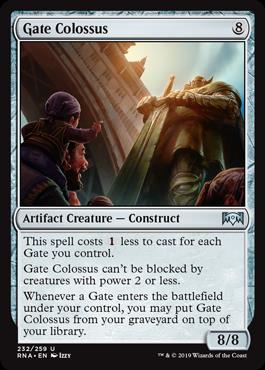 Gate Colossus 8
Artifact Creature — Construct
This spell costs 1 less to cast for each
Gate you control.
Gate Colossus can't be blocked by
creatures with power 2 or less.
Whenever a Gate enters the battlefield
under your control, you may put Gate
Colossus from your graveyard on top of
your library.
8/8
232/259 U
RNA • EN Izzy
™ & © 2019 Wizards of the Coast